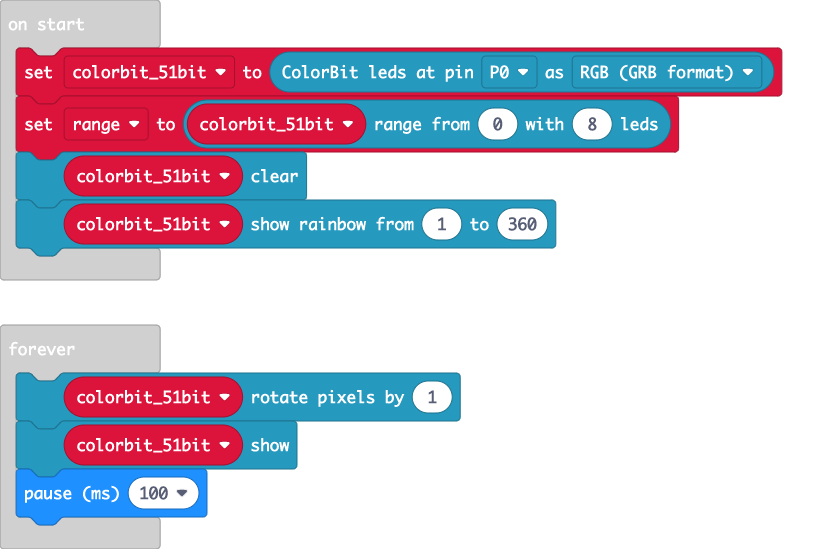 on start
set colorbit_51bit to ColorBit leds at pin P0 as RGB (GRB format)
set range to colorbit_51bit range from 0 with 8 leds
colorbit_51bit clear
colorbit_51bit show rainbow from 1 to 360
forever
colorbit_51bit rotate pixels by 1
colorbit_51bit show
pause (ms) 100